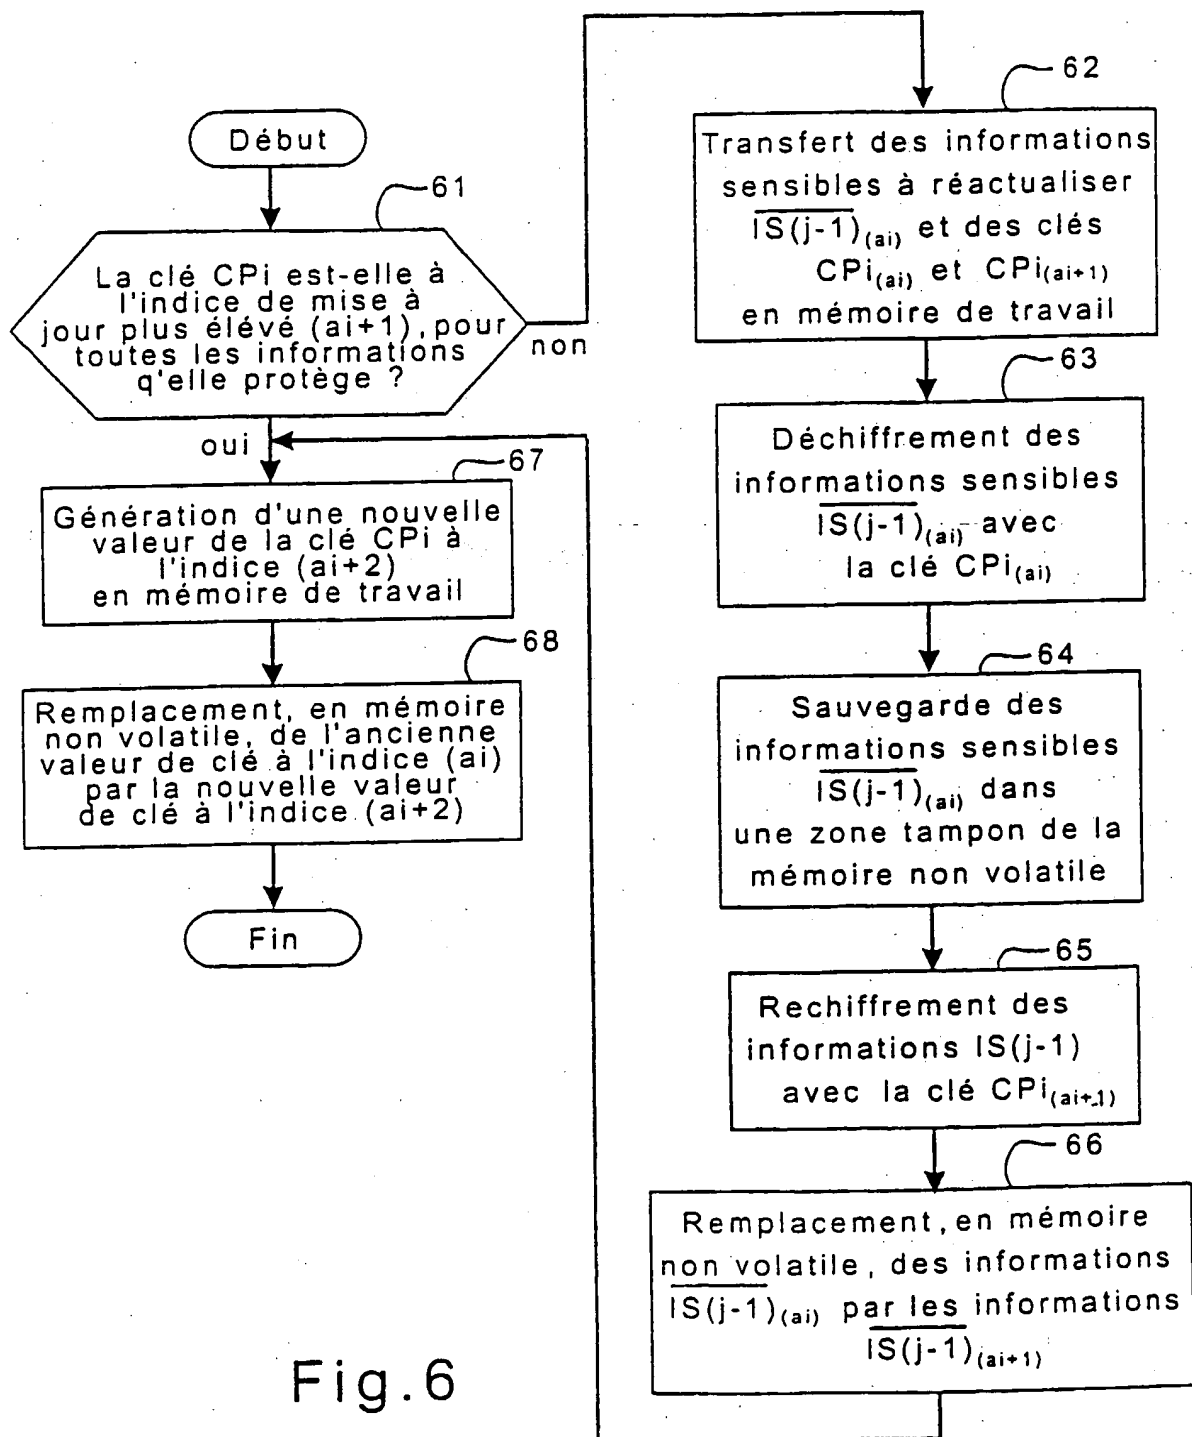 Début
61
La clé CPi est-elle à
l'indice de mise à
jour plus élévé (ai+1), pour
toutes les informations
q'elle protège ?
non
oui
67
Génération d'une nouvelle
valeur de la clé CPi à
l'indice (ai+2)
en mémoire de travail
68
Remplacement, en mémoire
non volatile, de l'ancienne
valeur de clé à l'indice (ai)
par la nouvelle valeur
de clé à l'indice (ai+2)
Fin
62
Transfert des informations
sensibles à réactualiser
I̅S̅(̅j̅-̅1̅)̅(ai) et des clés
CPi(ai) et CPi(ai+1)
en mémoire de travail
63
Déchiffrement des
informations sensibles
I̅S̅(̅j̅-̅1̅)̅(ai) avec
la clé CPi(ai)
64
Sauvegarde des
informations sensibles
I̅S̅(̅j̅-̅1̅)̅(ai) dans
une zone tampon de la
mémoire non volatile
65
Rechiffrement des
informations IS(j-1)
avec la clé CPi(ai+1)
66
Remplacement, en mémoire
non volatile, des informations
I̅S̅(̅j̅-̅1̅)̅(ai) par les informations
I̅S̅(̅j̅-̅1̅)̅(ai+1)
Fig.6